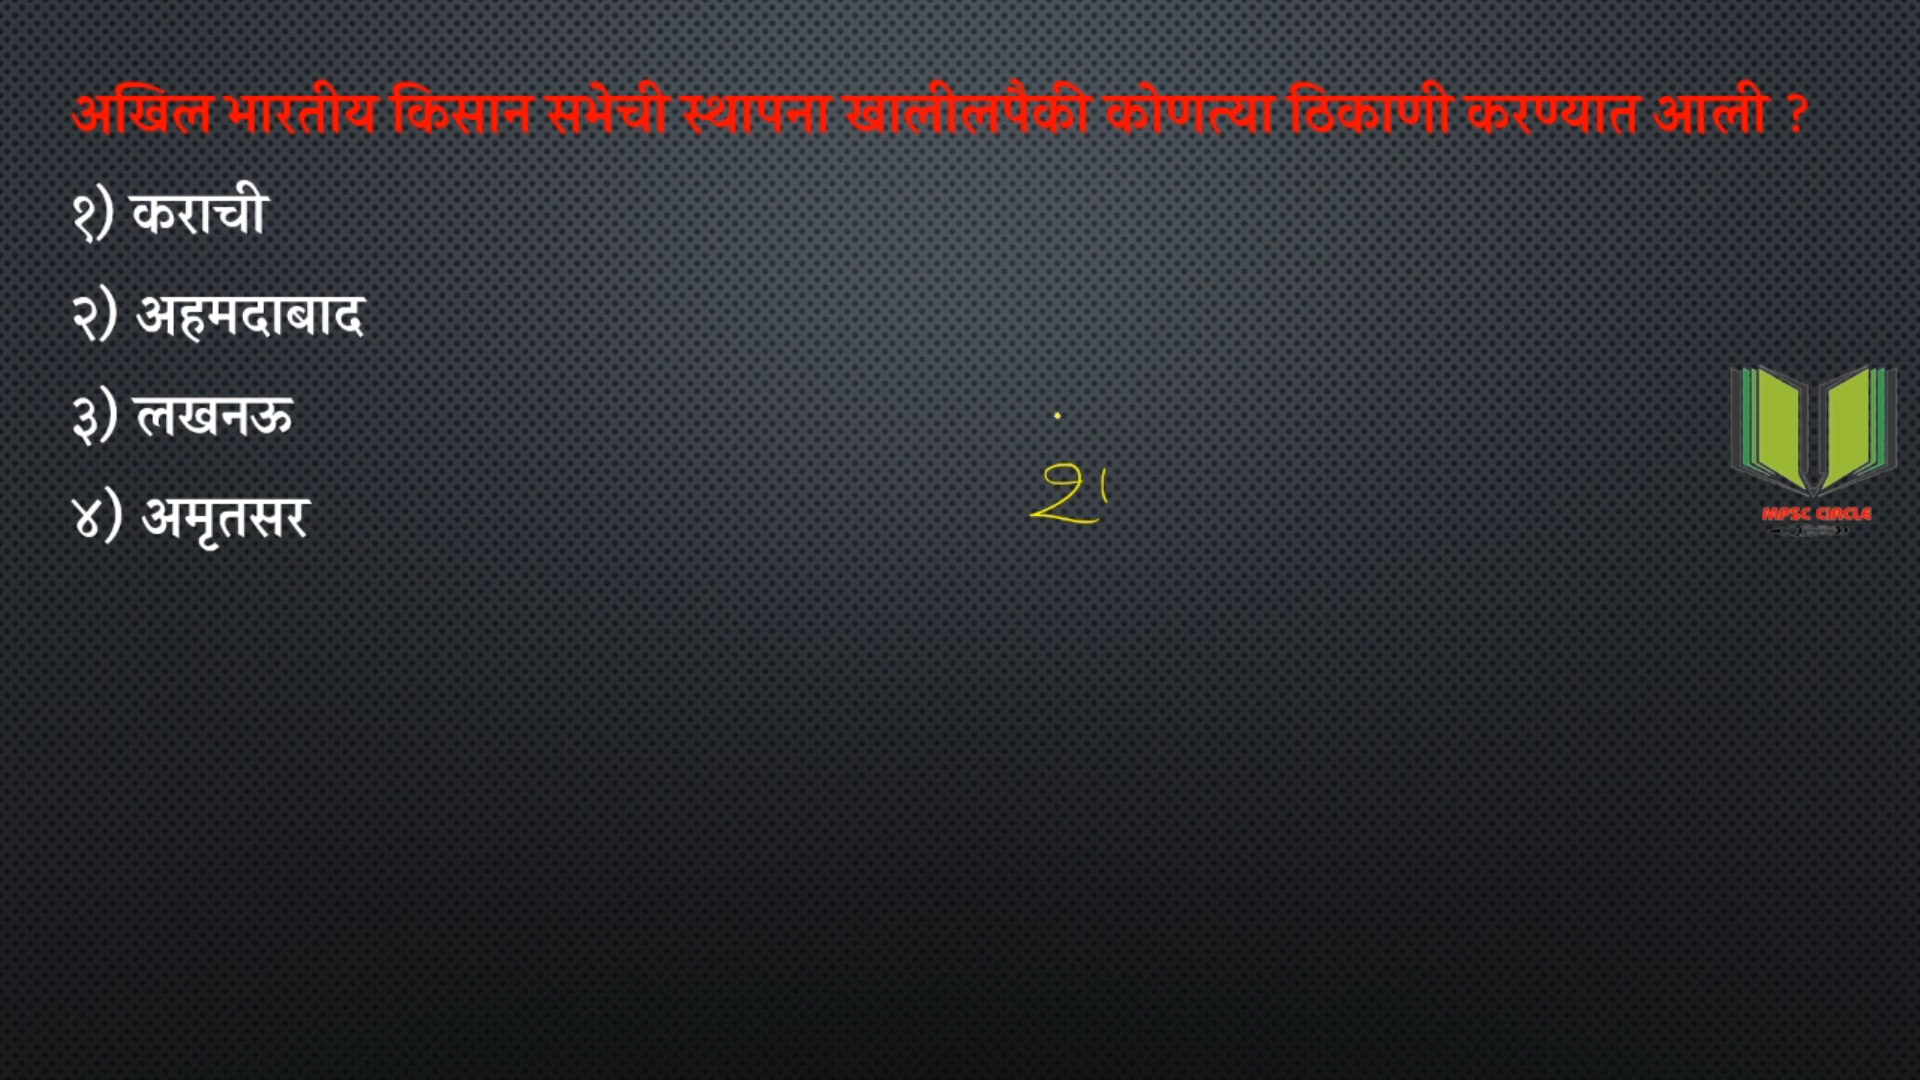 अखिल भारतीय किसान सभेची स्थापना खालीलपैकी कोणत्या ठिकाणी करण्यात आली ?
१) कराची
२) अहमदाबाद
३) लखनऊ
४) अमृतसर
MPSC CIRCLE